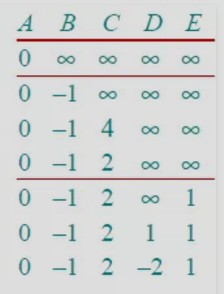 A B C D E
0 ∞ ∞ ∞ ∞
0 –1 ∞ ∞ ∞
0 –1 4 ∞ ∞
0 –1 2 ∞ ∞
0 –1 2 ∞ 1
0 –1 2 1 1
0 –1 2 –2 1